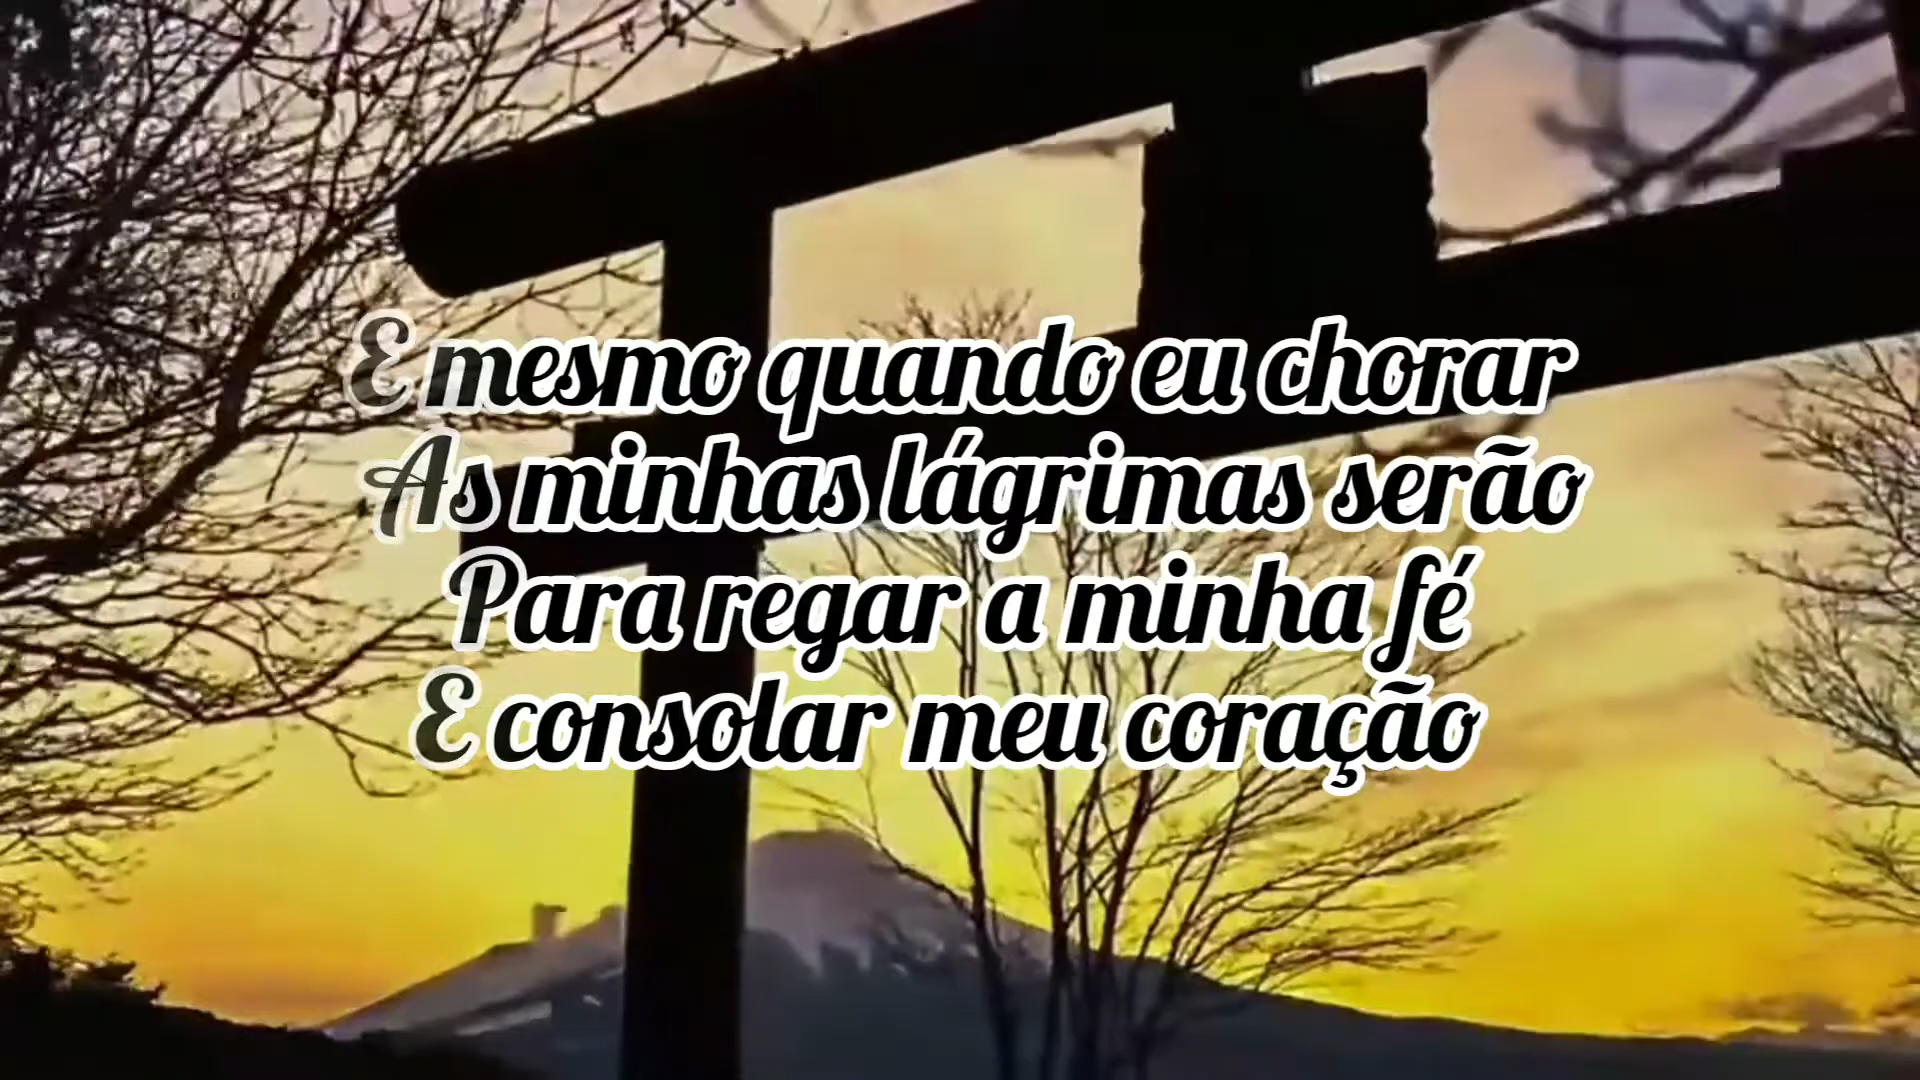 E mesmo quando eu chorar
As minhas lágrimas serão
Para regar a minha fé
E consolar meu coração